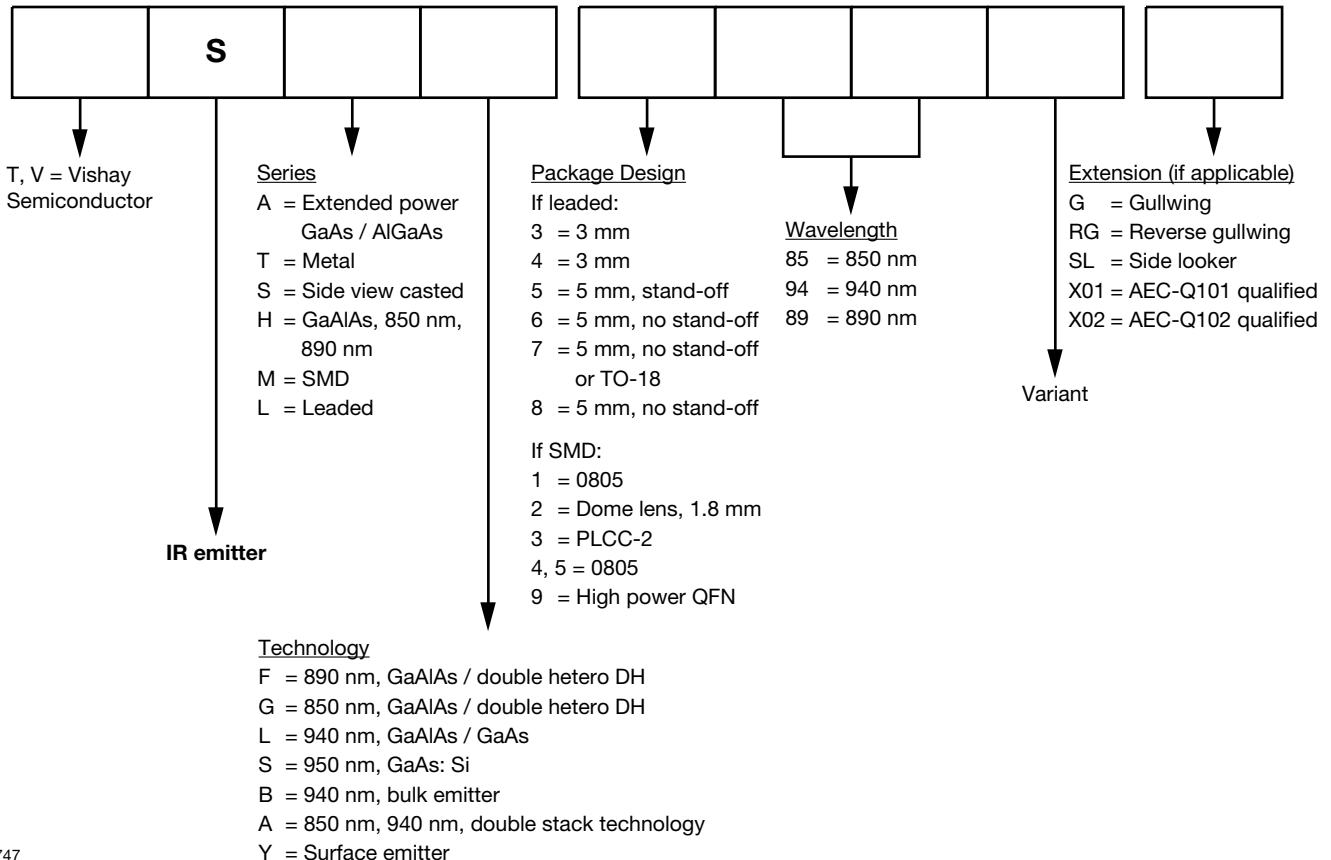 S
T, V = Vishay
Semiconductor
IR emitter
Series
A = Extended power
GaAs / AlGaAs
T = Metal
S = Side view casted
H = GaAlAs, 850 nm,
890 nm
M = SMD
L = Leaded
Technology
F = 890 nm, GaAlAs / double hetero DH
G = 850 nm, GaAlAs / double hetero DH
L = 940 nm, GaAlAs / GaAs
S = 950 nm, GaAs: Si
B = 940 nm, bulk emitter
A = 850 nm, 940 nm, double stack technology
Y = Surface emitter
Package Design
If leaded:
3 = 3 mm
4 = 3 mm
5 = 5 mm, stand-off
6 = 5 mm, no stand-off
7 = 5 mm, no stand-off
or TO-18
8 = 5 mm, no stand-off
If SMD:
1 = 0805
2 = Dome lens, 1.8 mm
3 = PLCC-2
4, 5 = 0805
9 = High power QFN
Wavelength
85 = 850 nm
94 = 940 nm
89 = 890 nm
Variant
Extension (if applicable)
G = Gullwing
RG = Reverse gullwing
SL = Side looker
X01 = AEC-Q101 qualified
X02 = AEC-Q102 qualified
747